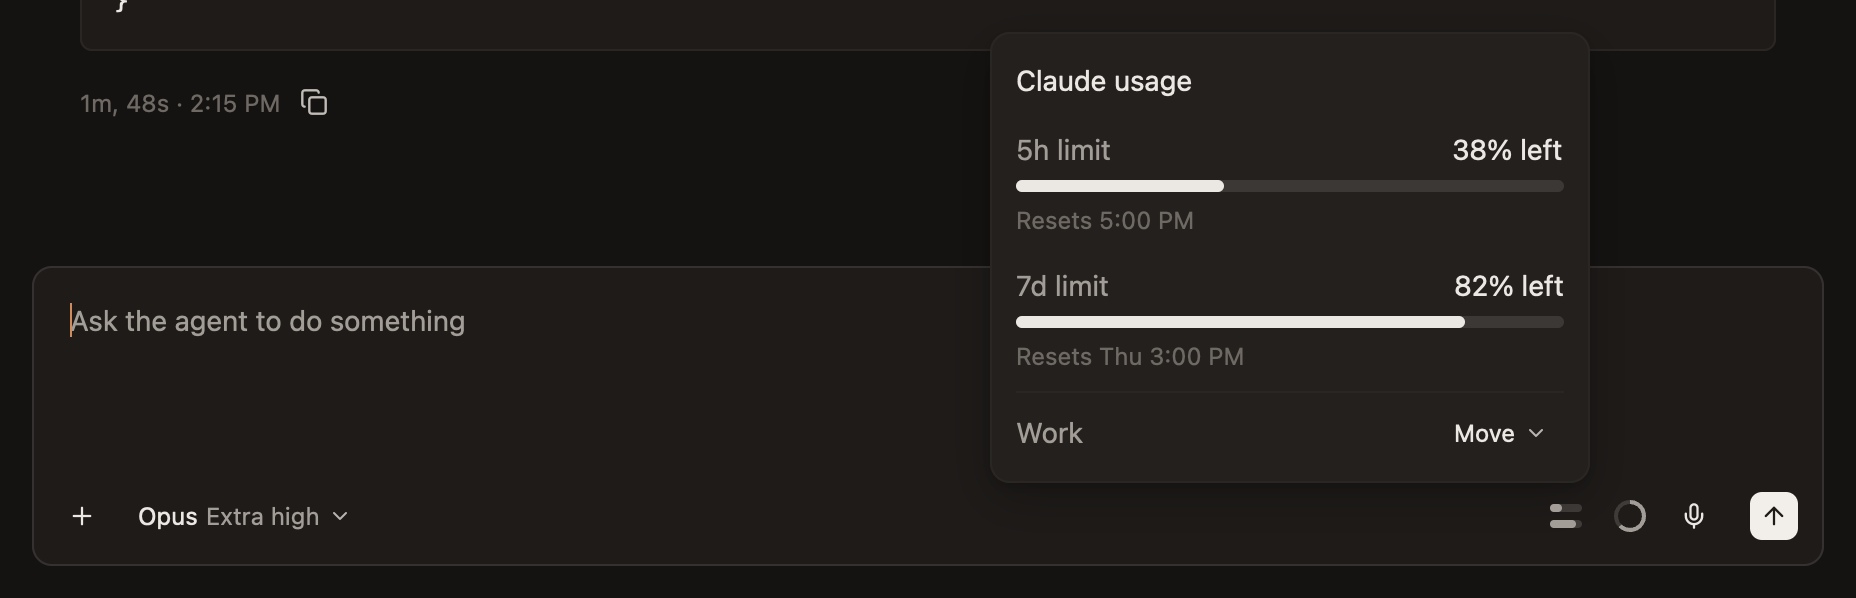 }
1m, 48s · 2:15 PM
Claude usage
5h limit 38% left
Resets 5:00 PM
7d limit 82% left
Resets Thu 3:00 PM
Work Move
Ask the agent to do something
Opus Extra high